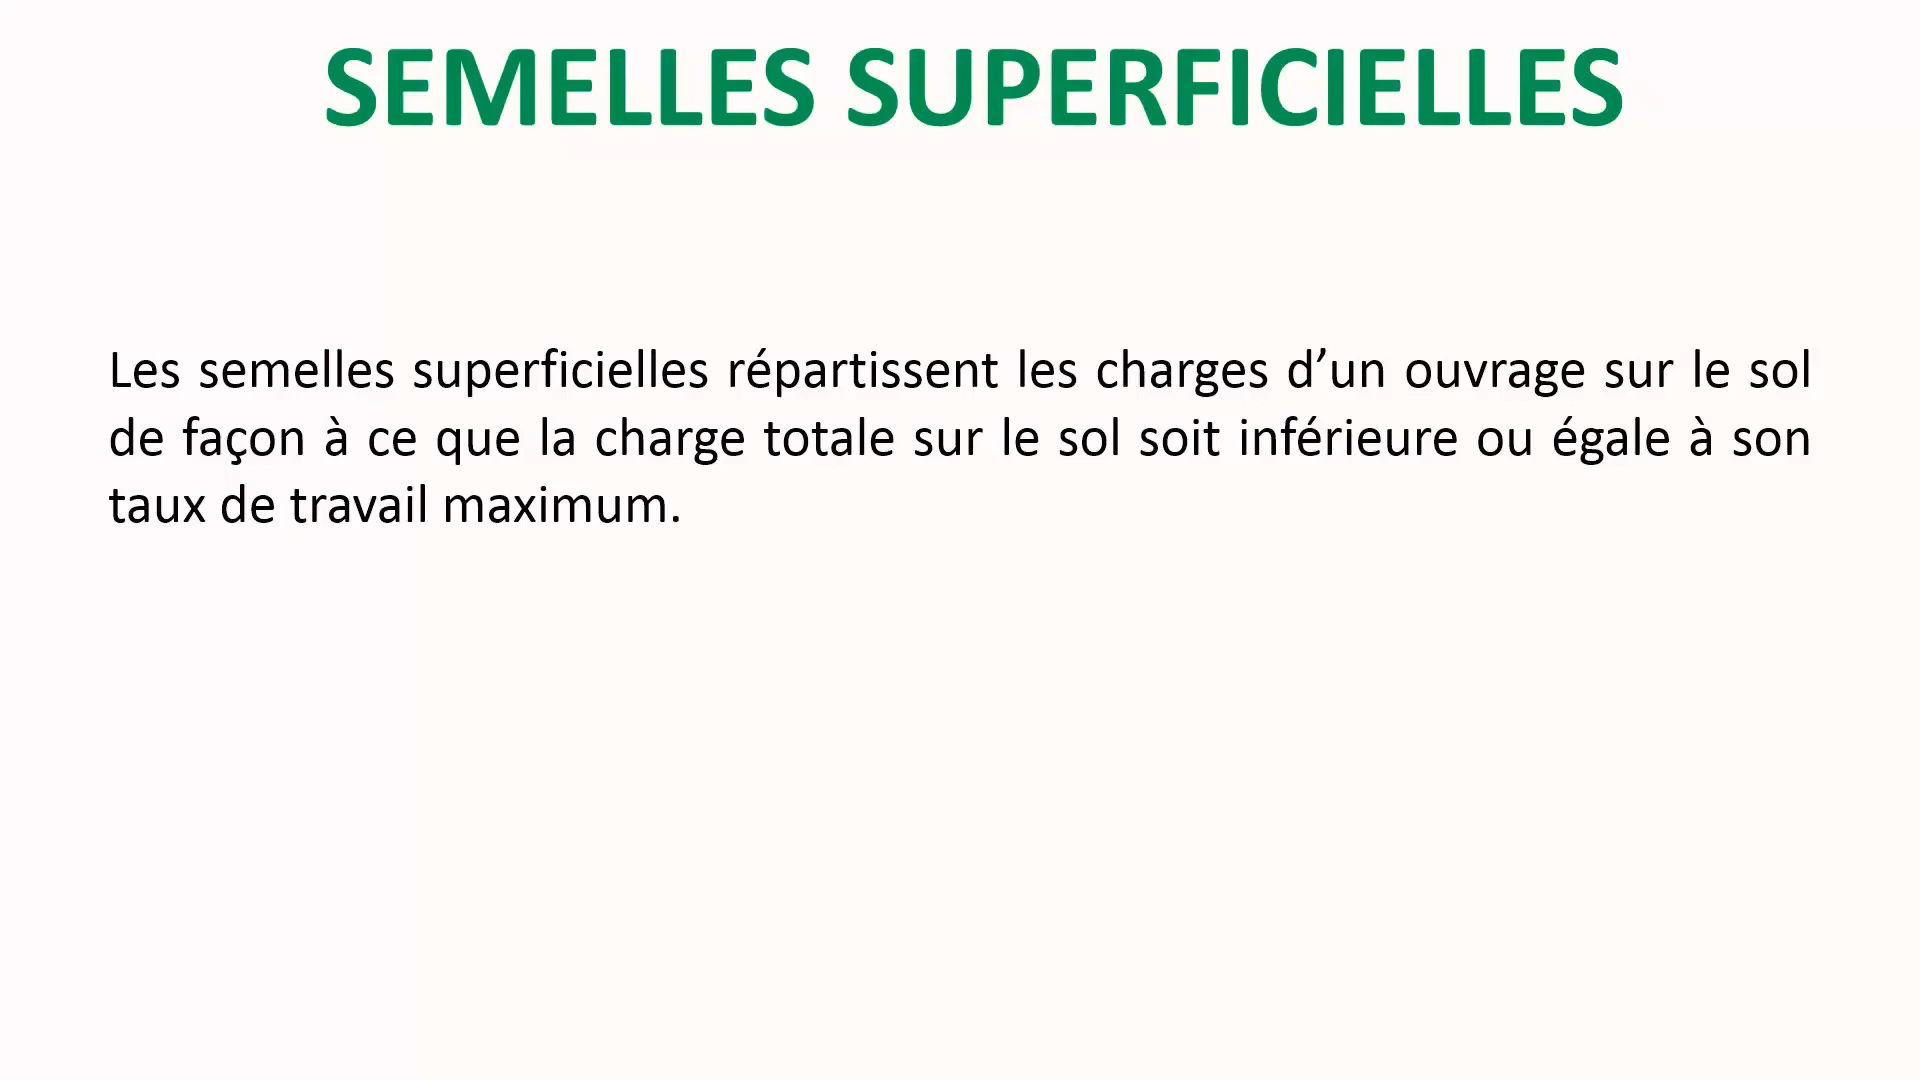 SEMELLES SUPERFICIELLES
Les semelles superficielles répartissent les charges d’un ouvrage sur le sol
de façon à ce que la charge totale sur le sol soit inférieure ou égale à son
taux de travail maximum.